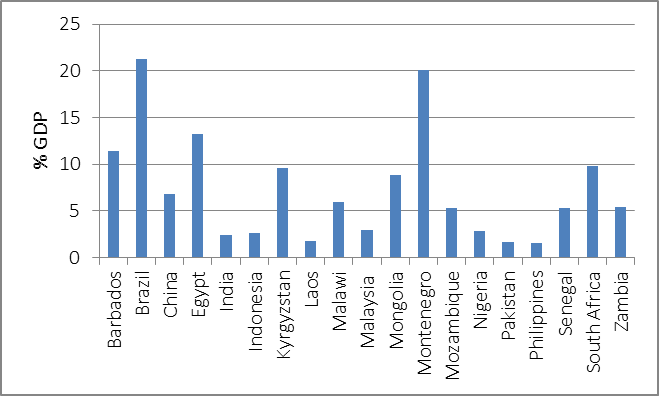 % GDP
25
20
15
10
5
0
Barbados
Brazil
China
Egypt
India
Indonesia
Kyrgyzstan
Laos
Malawi
Malaysia
Mongolia
Montenegro
Mozambique
Nigeria
Pakistan
Philippines
Senegal
South Africa
Zambia